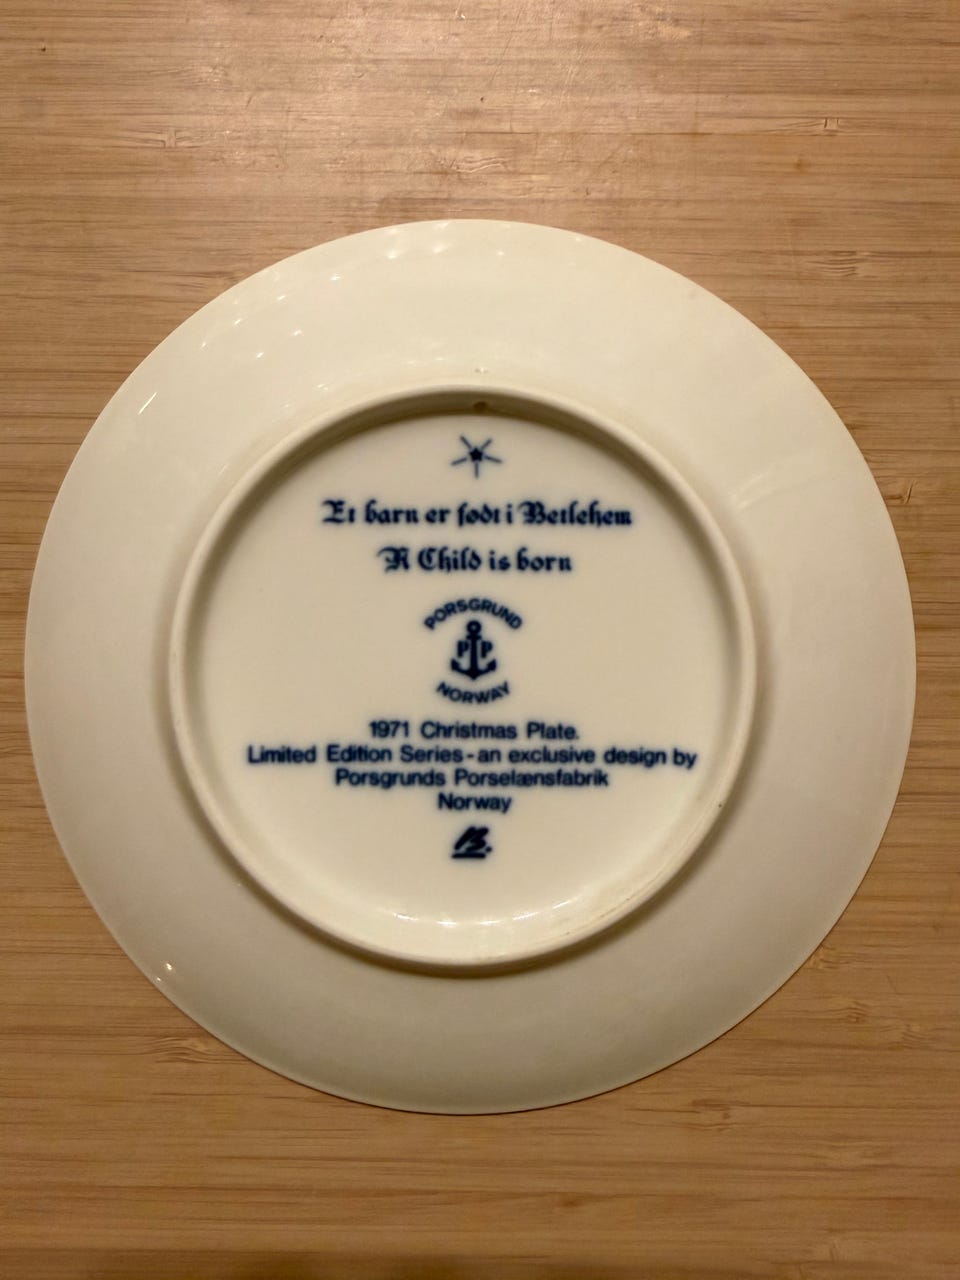 Et barn er født i Betlehem
A Child is born
PORSGRUND
PP
NORWAY
1971 Christmas Plate.
Limited Edition Series - an exclusive design by
Porsgrunds Porselænsfabrik
Norway